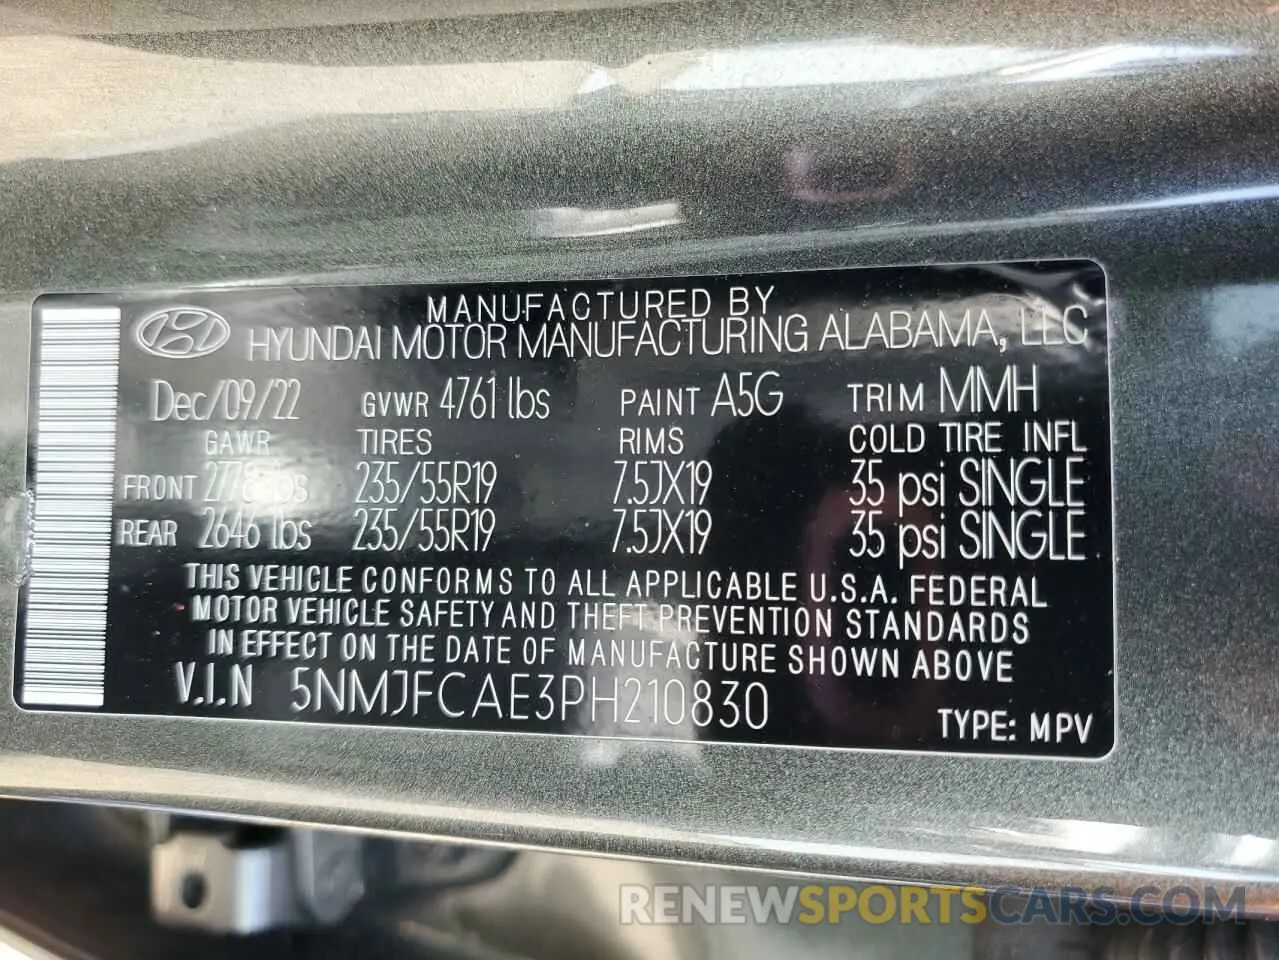 MANUFACTURED BY
HYUNDAI MOTOR MANUFACTURING ALABAMA, LLC
Dec/09/22 GVWR 4761 lbs PAINT A5G TRIM MMH
GAWR TIRES RIMS COLD TIRE INFL
FRONT lbs 235/55R19 7.5JX19 35 psi SINGLE
REAR 2646 lbs 235/55R19 7.5JX19 35 psi SINGLE
THIS VEHICLE CONFORMS TO ALL APPLICABLE U.S.A. FEDERAL
MOTOR VEHICLE SAFETY AND THEFT PREVENTION STANDARDS
IN EFFECT ON THE DATE OF MANUFACTURE SHOWN ABOVE
V.I.N 5NMJFCAE3PH210830
TYPE: MPV
RENEWSPORTSCARS.COM